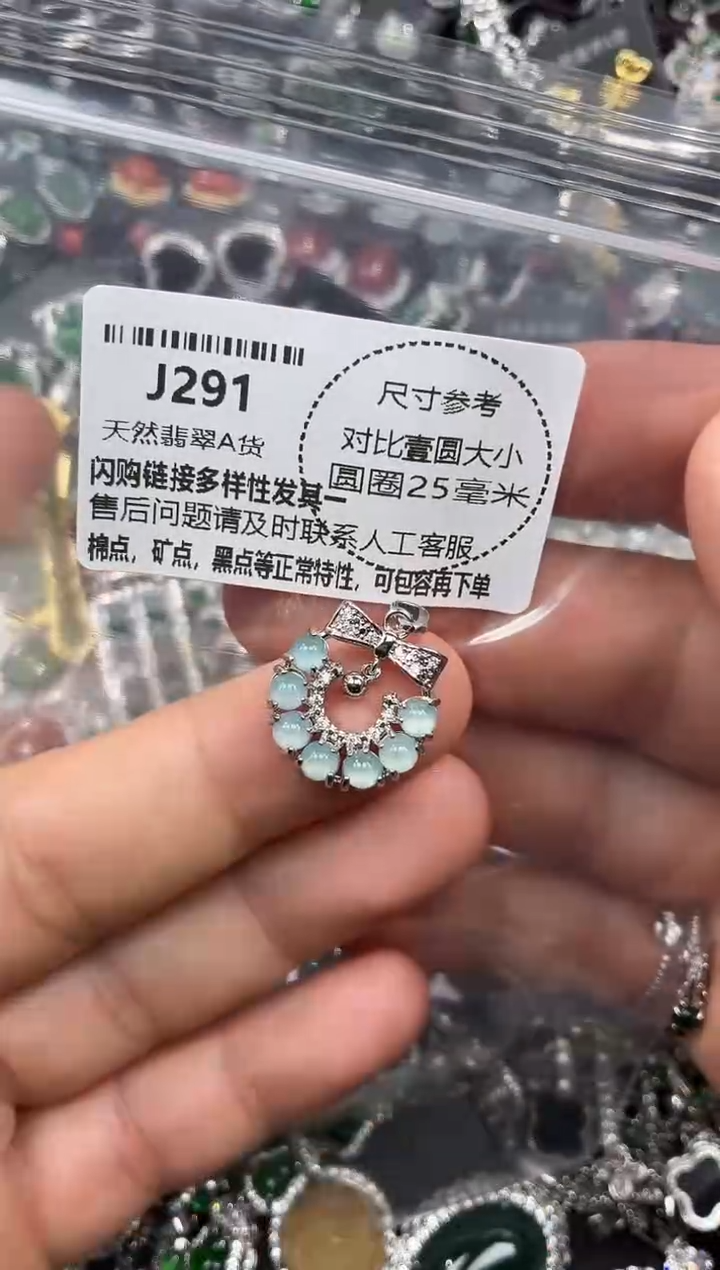 J291
天然翡翠A货
闪购链接多样性发其一
售后问题请及时联系人工客服
棉点，矿点，黑点等正常特性，可包容再下单
尺寸参考
对比壹圆大小
圆圈25毫米